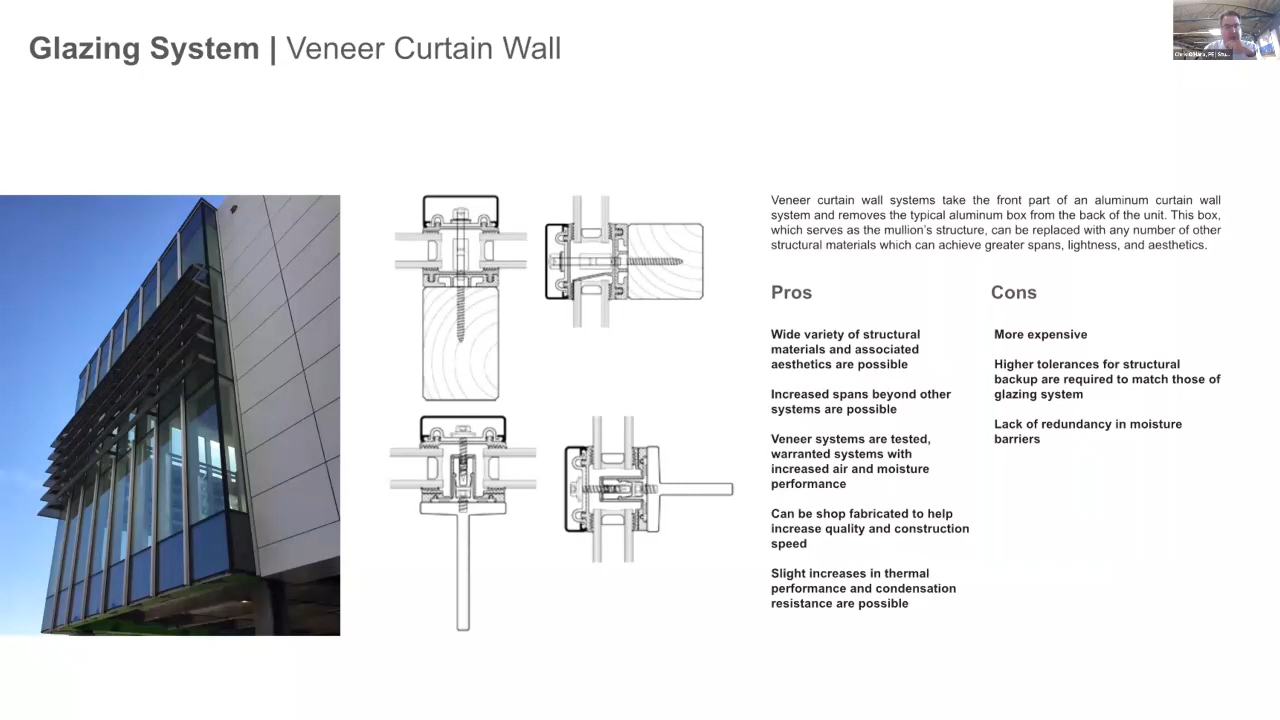 Glazing System | Veneer Curtain Wall
Chris O'Hara, PE | Stu...
Veneer curtain wall systems take the front part of an aluminum curtain wall
system and removes the typical aluminum box from the back of the unit. This box,
which serves as the mullion's structure, can be replaced with any number of other
structural materials which can achieve greater spans, lightness, and aesthetics.
Pros
Wide variety of structural
materials and associated
aesthetics are possible
Increased spans beyond other
systems are possible
Veneer systems are tested,
warranted systems with
increased air and moisture
performance
Can be shop fabricated to help
increase quality and construction
speed
Slight increases in thermal
performance and condensation
resistance are possible
Cons
More expensive
Higher tolerances for structural
backup are required to match those of
glazing system
Lack of redundancy in moisture
barriers